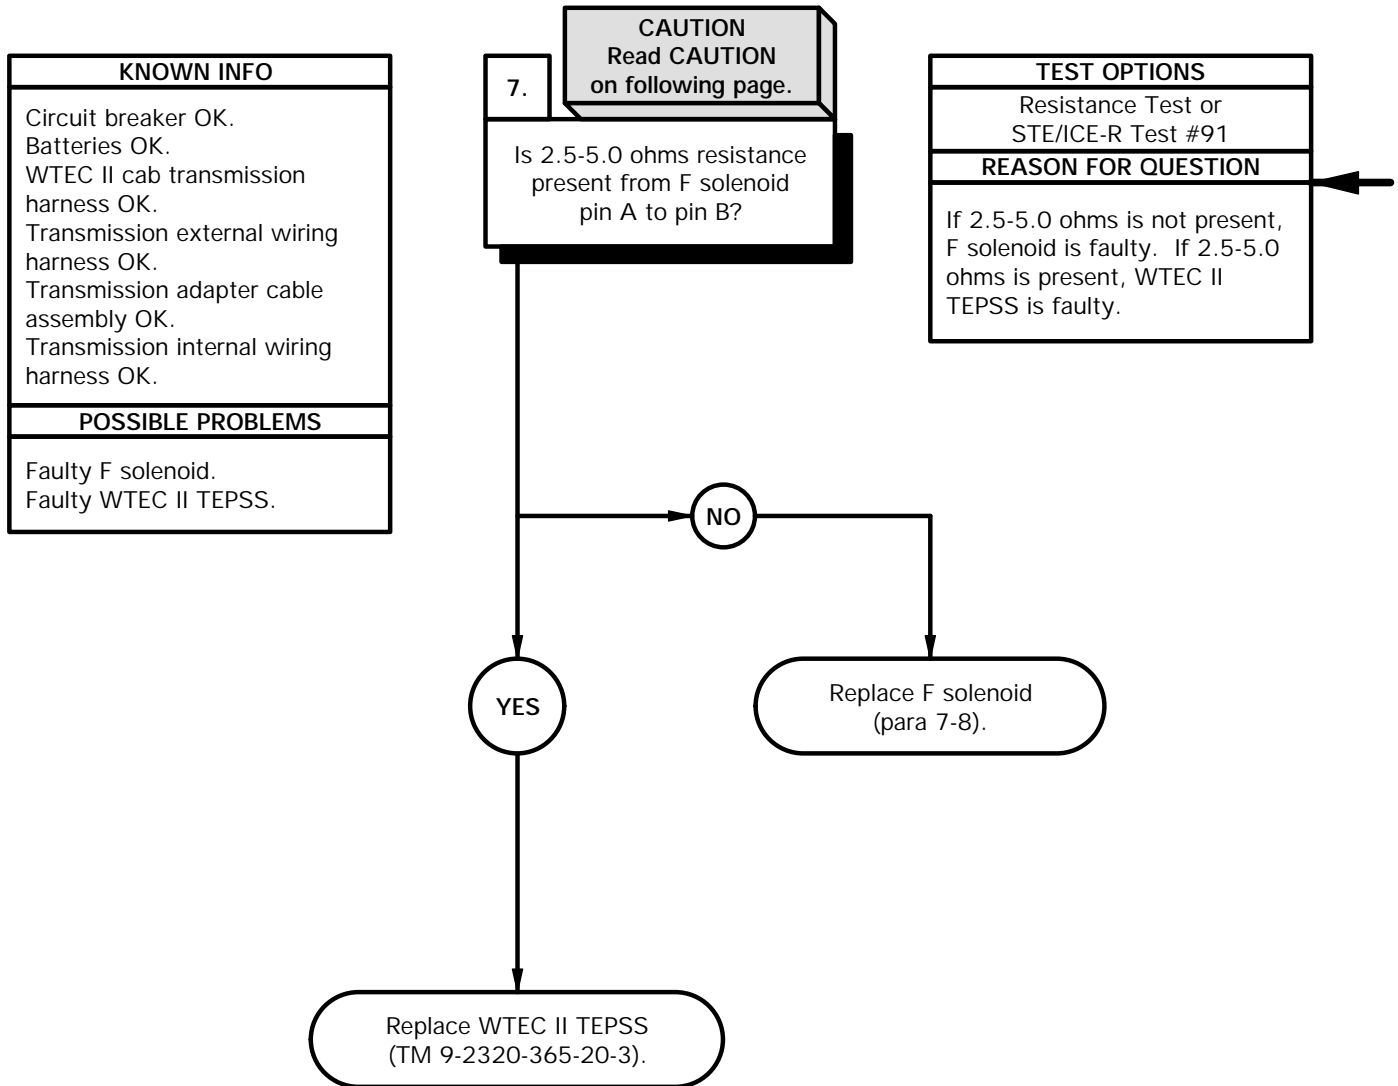 KNOWN INFO
Circuit breaker OK.
Batteries OK.
WTEC II cab transmission
harness OK.
Transmission external wiring
harness OK.
Transmission adapter cable
assembly OK.
Transmission internal wiring
harness OK.
POSSIBLE PROBLEMS
Faulty F solenoid.
Faulty WTEC II TEPSS.
CAUTION
Read CAUTION
on following page.
7.
Is 2.5-5.0 ohms resistance
present from F solenoid
pin A to pin B?
TEST OPTIONS
Resistance Test or
STE/ICE-R Test #91
REASON FOR QUESTION
If 2.5-5.0 ohms is not present,
F solenoid is faulty.  If 2.5-5.0
ohms is present, WTEC II
TEPSS is faulty.
NO
YES
Replace F solenoid
(para 7-8).
Replace WTEC II TEPSS
(TM 9-2320-365-20-3).